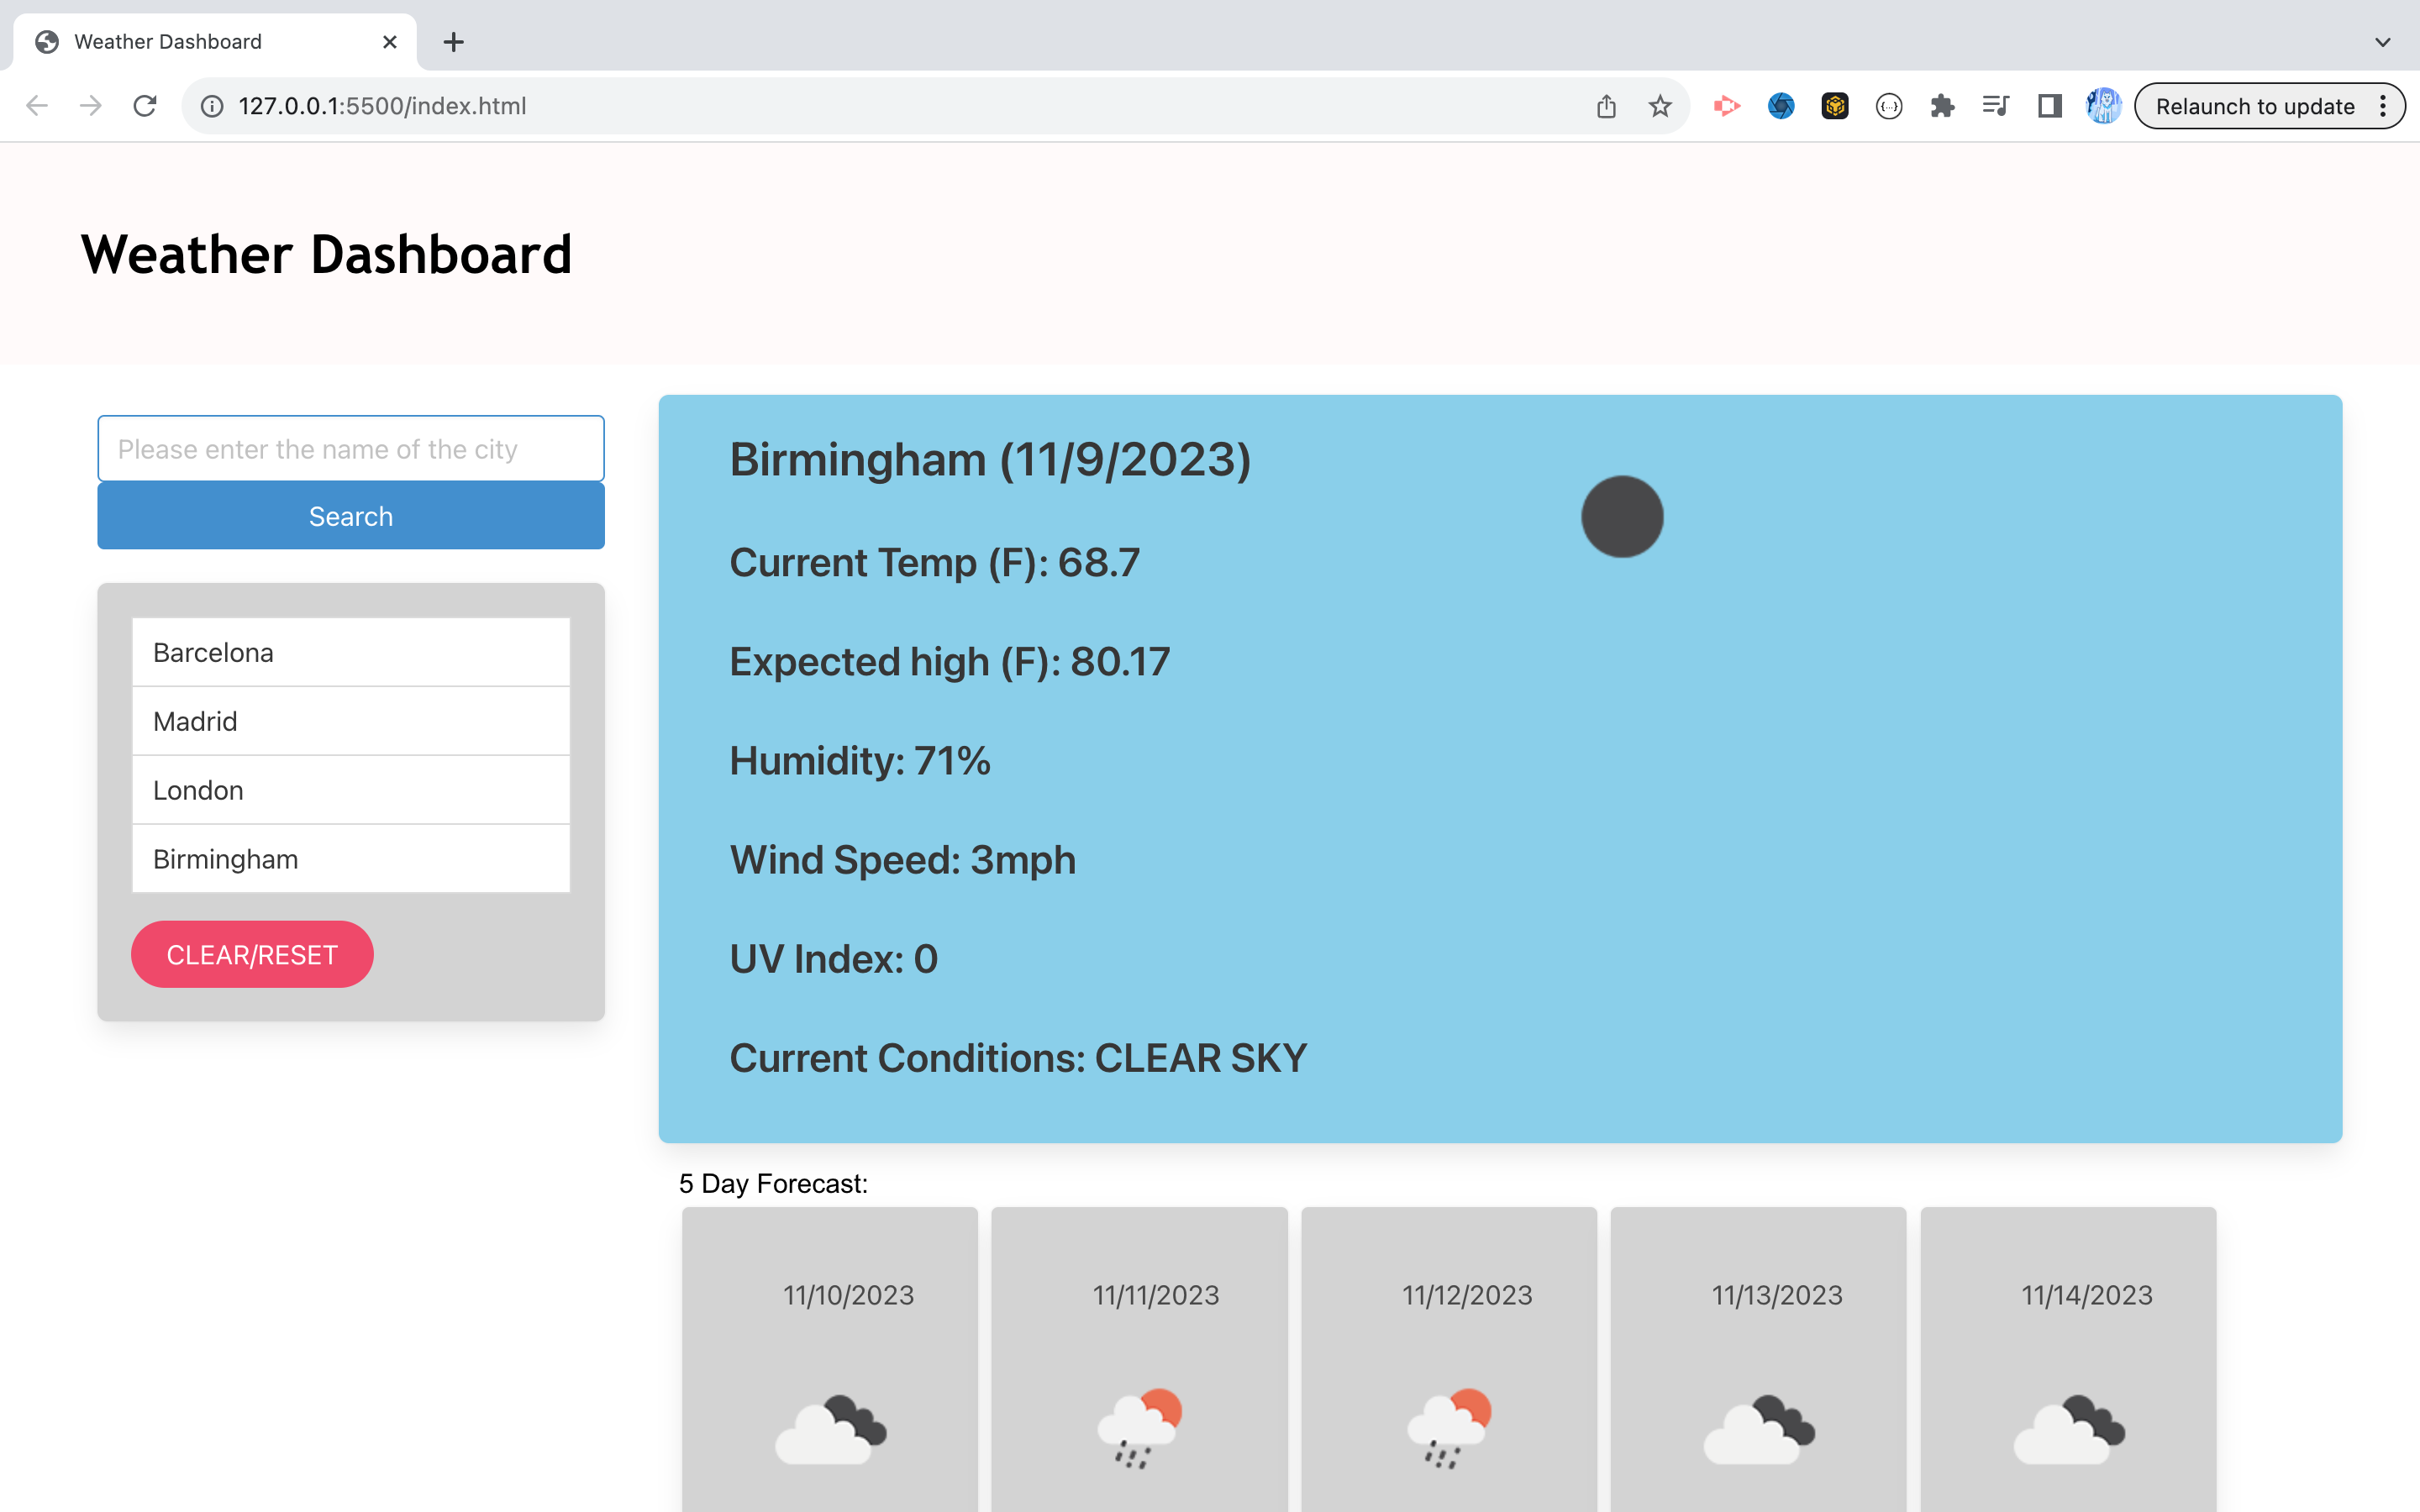 Weather Dashboard
127.0.0.1:5500/index.html
Relaunch to update
Weather Dashboard
Please enter the name of the city
Search
Barcelona
Madrid
London
Birmingham
CLEAR/RESET
Birmingham (11/9/2023)
Current Temp (F): 68.7
Expected high (F): 80.17
Humidity: 71%
Wind Speed: 3mph
UV Index: 0
Current Conditions: CLEAR SKY
5 Day Forecast:
11/10/2023
11/11/2023
11/12/2023
11/13/2023
11/14/2023